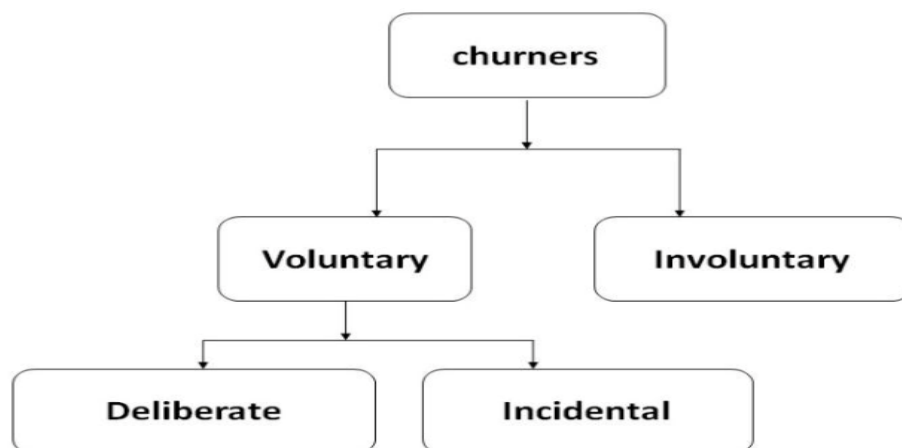 churners
Voluntary
Involuntary
Deliberate
Incidental